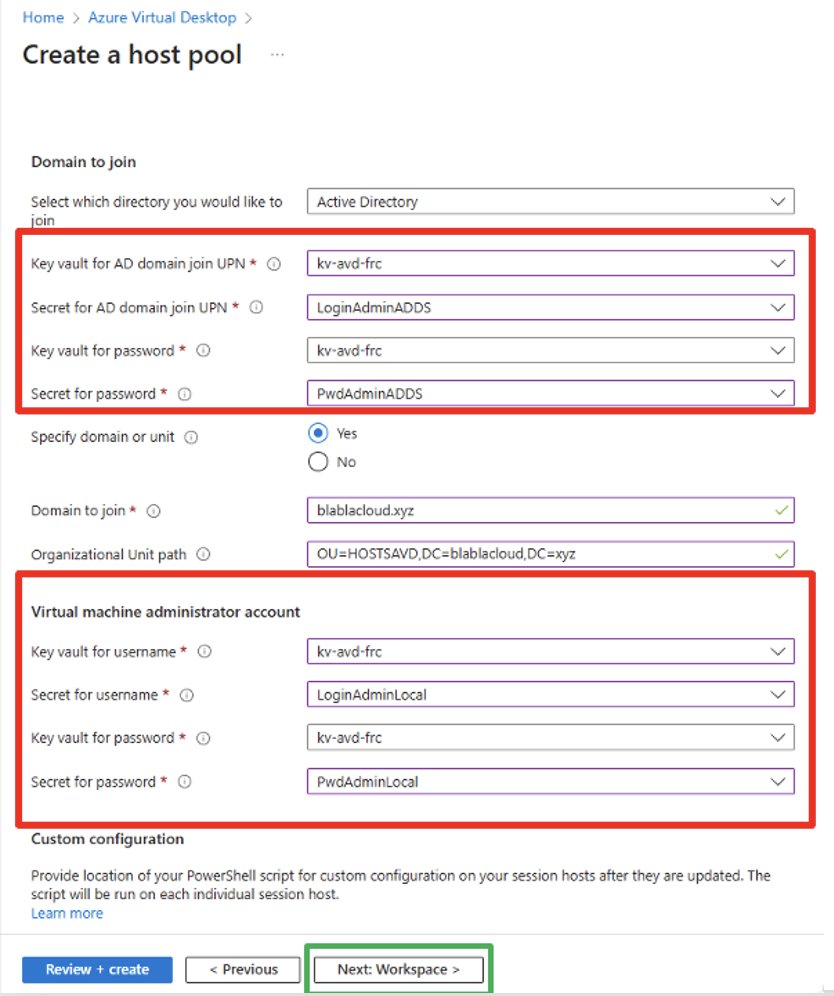 Home > Azure Virtual Desktop >
Create a host pool ...
Domain to join
Select which directory you would like to
join
Active Directory
Key vault for AD domain join UPN * kv-avd-frc
Secret for AD domain join UPN * LoginAdminADDS
Key vault for password * kv-avd-frc
Secret for password * PwdAdminADDS
Specify domain or unit Yes
No
Domain to join * blablacloud.xyz
Organizational Unit path OU=HOSTSAVD,DC=blablacloud,DC=xyz
Virtual machine administrator account
Key vault for username * kv-avd-frc
Secret for username * LoginAdminLocal
Key vault for password * kv-avd-frc
Secret for password * PwdAdminLocal
Custom configuration
Provide location of your PowerShell script for custom configuration on your session hosts after they are updated. The
script will be run on each individual session host.
Learn more
Review + create < Previous Next: Workspace >